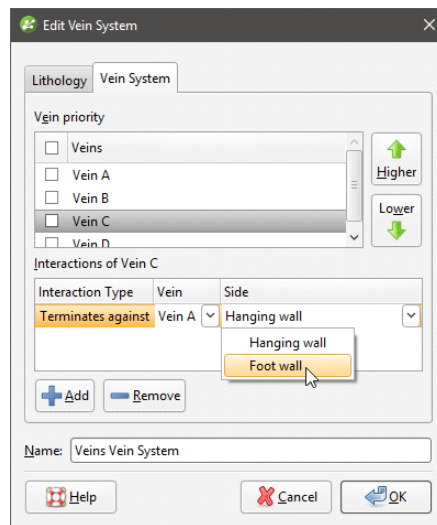 Edit Vein System
Lithology Vein System
Vein priority
Veins
Vein A
Vein B
Vein C
Vein D
Higher
Lower
Interactions of Vein C
Interaction Type Vein Side
Terminates against Vein A Hanging wall
Hanging wall
Foot wall
Add Remove
Name: Veins Vein System
Help Cancel OK